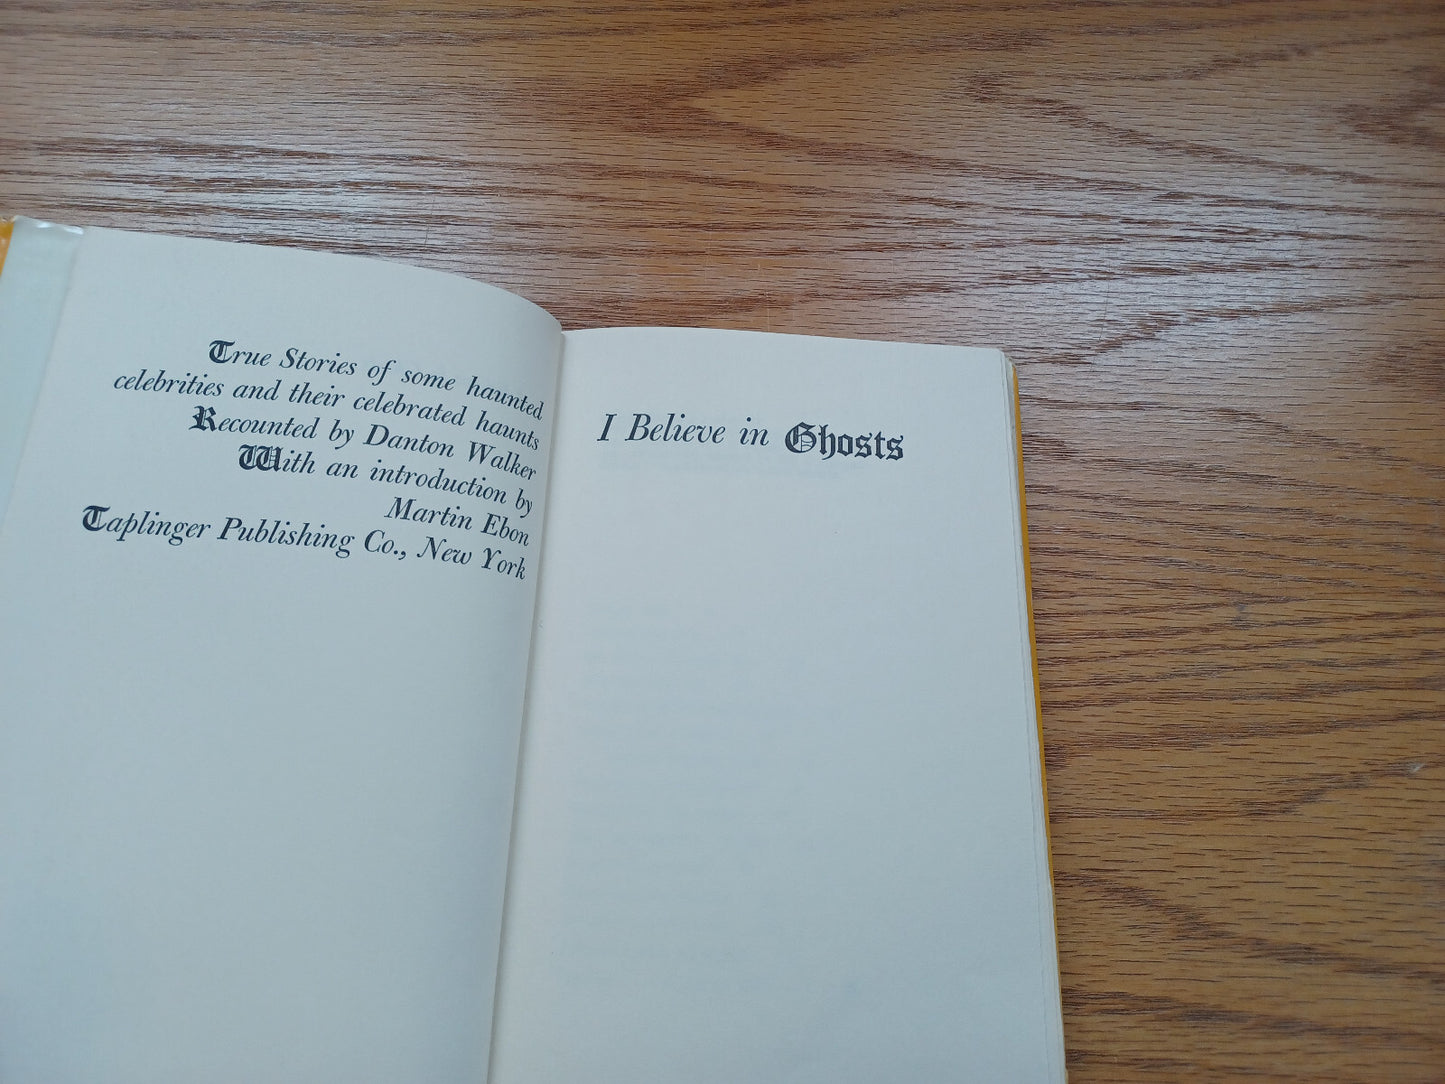 True Stories of some haunted
celebrities and their celebrated haunts
Recounted by Danton Walker
With an introduction by
Martin Ebon
Taplinger Publishing Co., New York
I Believe in Ghosts